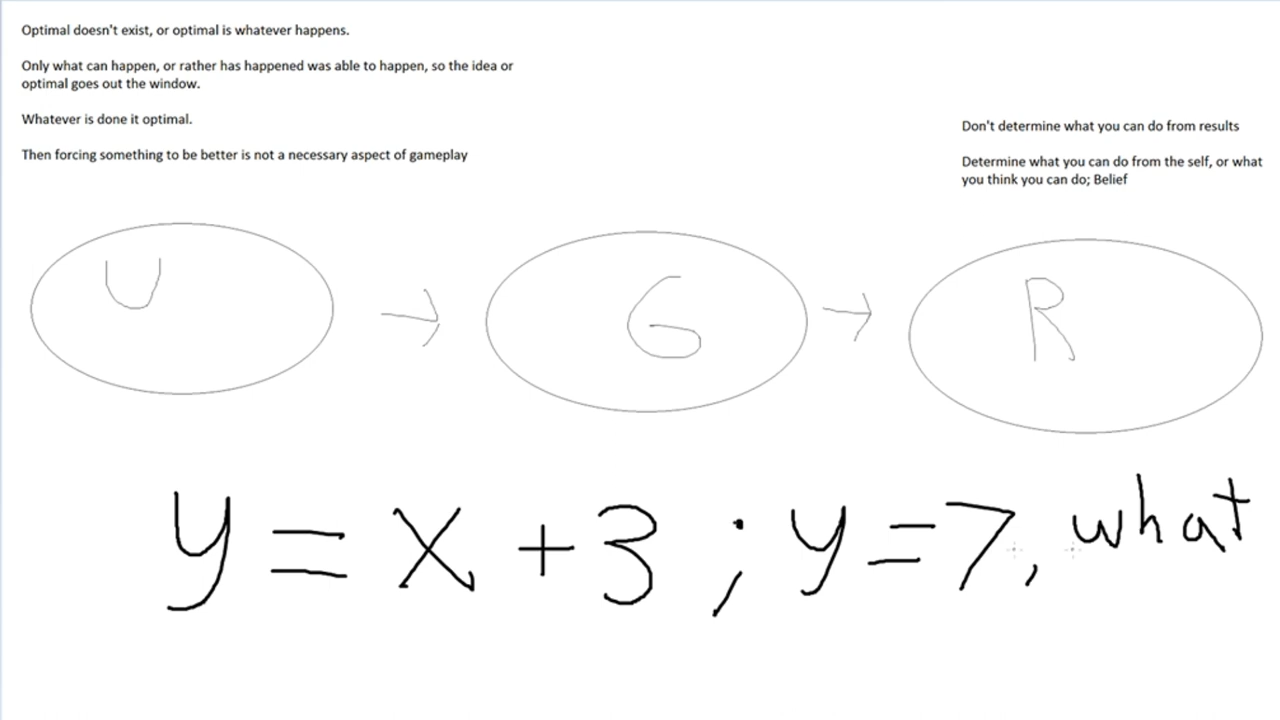 Optimal doesn't exist, or optimal is whatever happens.
Only what can happen, or rather has happened was able to happen, so the idea or
optimal goes out the window.
Whatever is done it optimal.
Then forcing something to be better is not a necessary aspect of gameplay
Don't determine what you can do from results
Determine what you can do from the self, or what
you think you can do; Belief
U → G → R
y = x + 3 ; y = 7, what